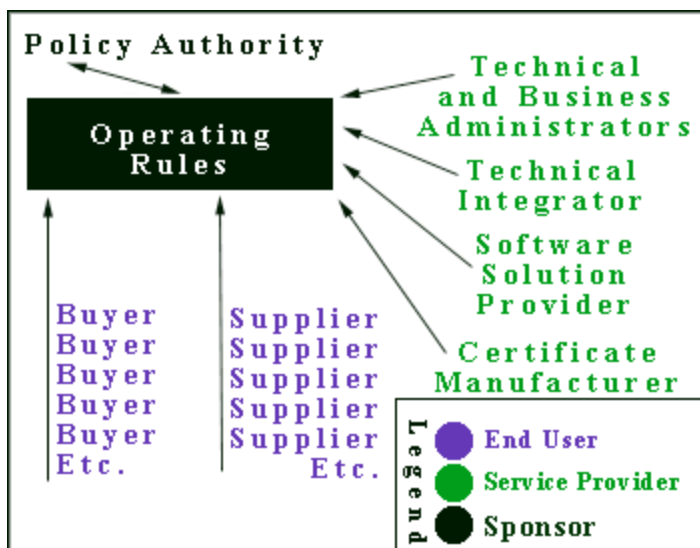 Policy Authority
Operating
Rules
Technical
and Business
Administrators
Technical
Integrator
Software
Solution
Provider
Certificate
Manufacturer
Buyer
Buyer
Buyer
Buyer
Buyer
Etc.
Supplier
Supplier
Supplier
Supplier
Supplier
Etc.
Legend
End User
Service Provider
Sponsor